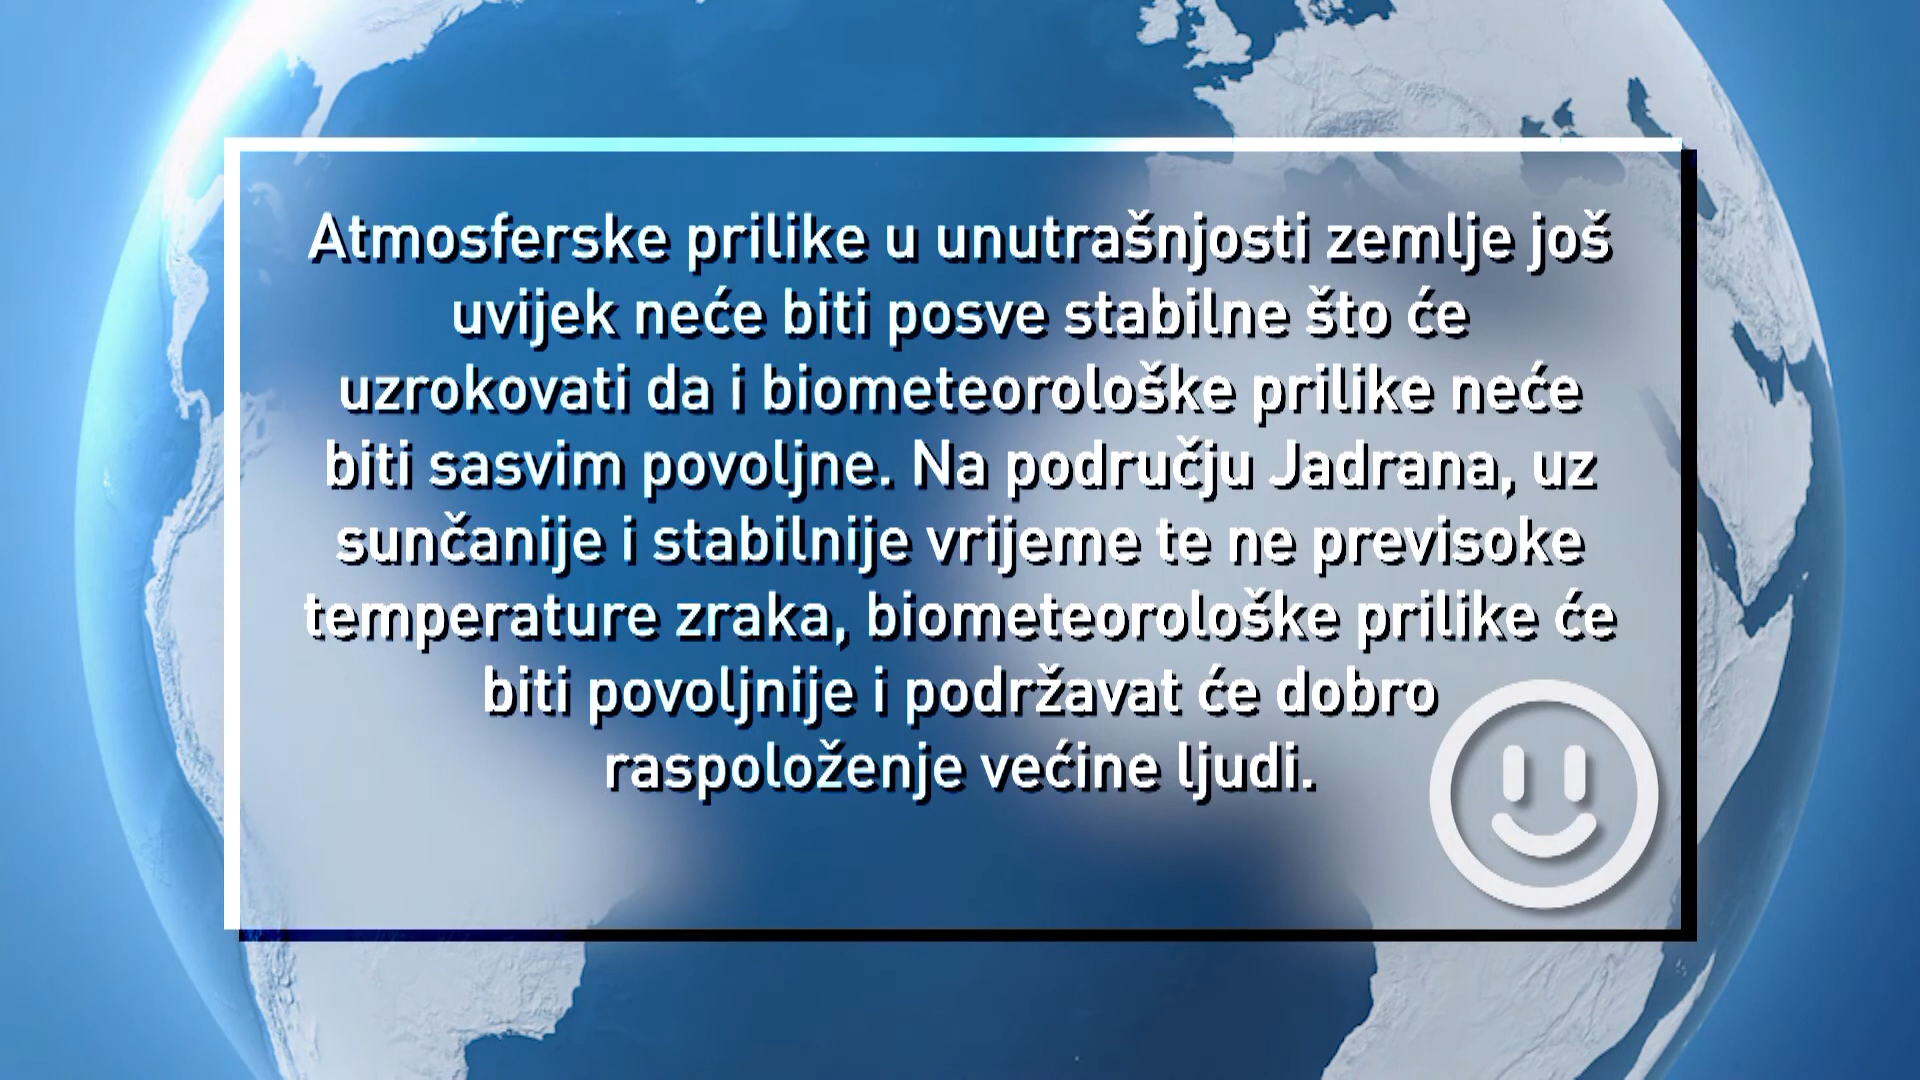 Atmosferske prilike u unutrašnjosti zemlje još
uvijek neće biti posve stabilne što će
uzrokovati da i biometeorološke prilike neće
biti sasvim povoljne. Na području Jadrana, uz
sunčanije i stabilnije vrijeme te ne previsoke
temperature zraka, biometeorološke prilike će
biti povoljnije i podržavat će dobro
raspoloženje većine ljudi.